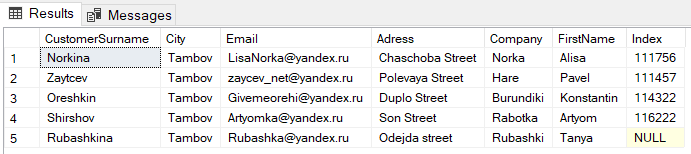 Results Messages
CustomerSurname City Email Adress Company FirstName Index
1 Norkina Tambov LisaNorka@yandex.ru Chaschoba Street Norka Alisa 111756
2 Zaytcev Tambov zaycev_net@yandex.ru Polevaya Street Hare Pavel 111457
3 Oreshkin Tambov Givemeorehi@yandex.ru Duplo Street Burundiki Konstantin 114322
4 Shirshov Tambov Artyomka@yandex.ru Son Street Rabotka Artyom 116222
5 Rubashkina Tambov Rubashka@yandex.ru Odejda street Rubashki Tanya NULL